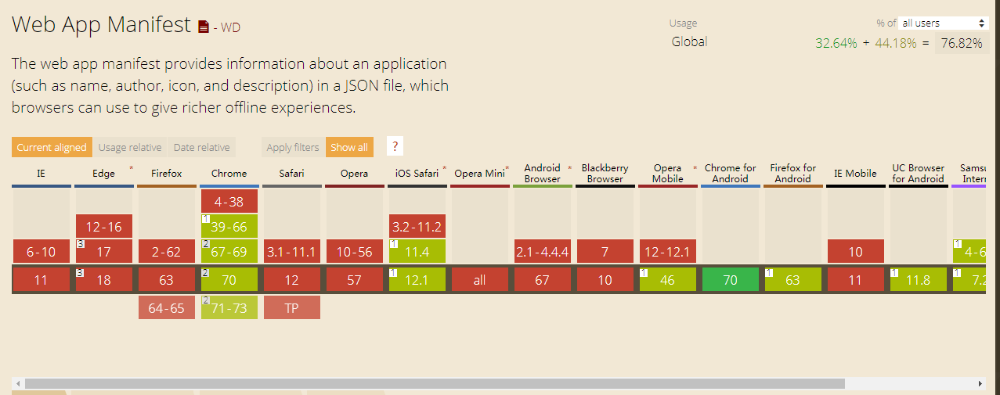 Web App Manifest - WD
Usage % of all users
Global 32.64% + 44.18% = 76.82%
The web app manifest provides information about an application
(such as name, author, icon, and description) in a JSON file, which
browsers can use to give richer offline experiences.
Current aligned Usage relative Date relative Apply filters Show all ?
IE Edge * Firefox Chrome Safari Opera iOS Safari * Opera Mini * Android Browser * Blackberry Browser Opera Mobile * Chrome for Android Firefox for Android IE Mobile UC Browser for Android
4-38
12-16 1 39-66 3.2-11.2
6-10 3 17 2-62 2 67-69 3.1-11.1 10-56 1 11.4 2.1-4.4.4 7 12-12.1 10 1 4-6
11 3 18 63 2 70 12 57 1 12.1 all 67 10 1 46 70 1 63 11 1 11.8 1 7.2
64-65 2 71-73 TP